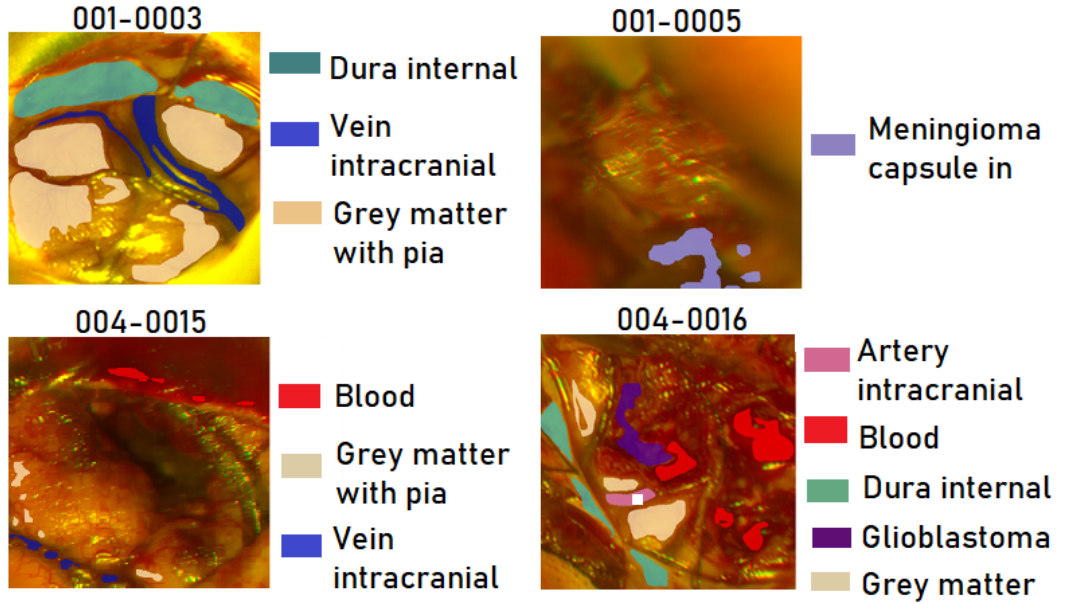 001-0003
Dura internal
Vein
intracranial
Grey matter
with pia
001-0005
Meningioma
capsule in
004-0015
Blood
Grey matter
with pia
Vein
intracranial
004-0016
Artery
intracranial
Blood
Dura internal
Glioblastoma
Grey matter